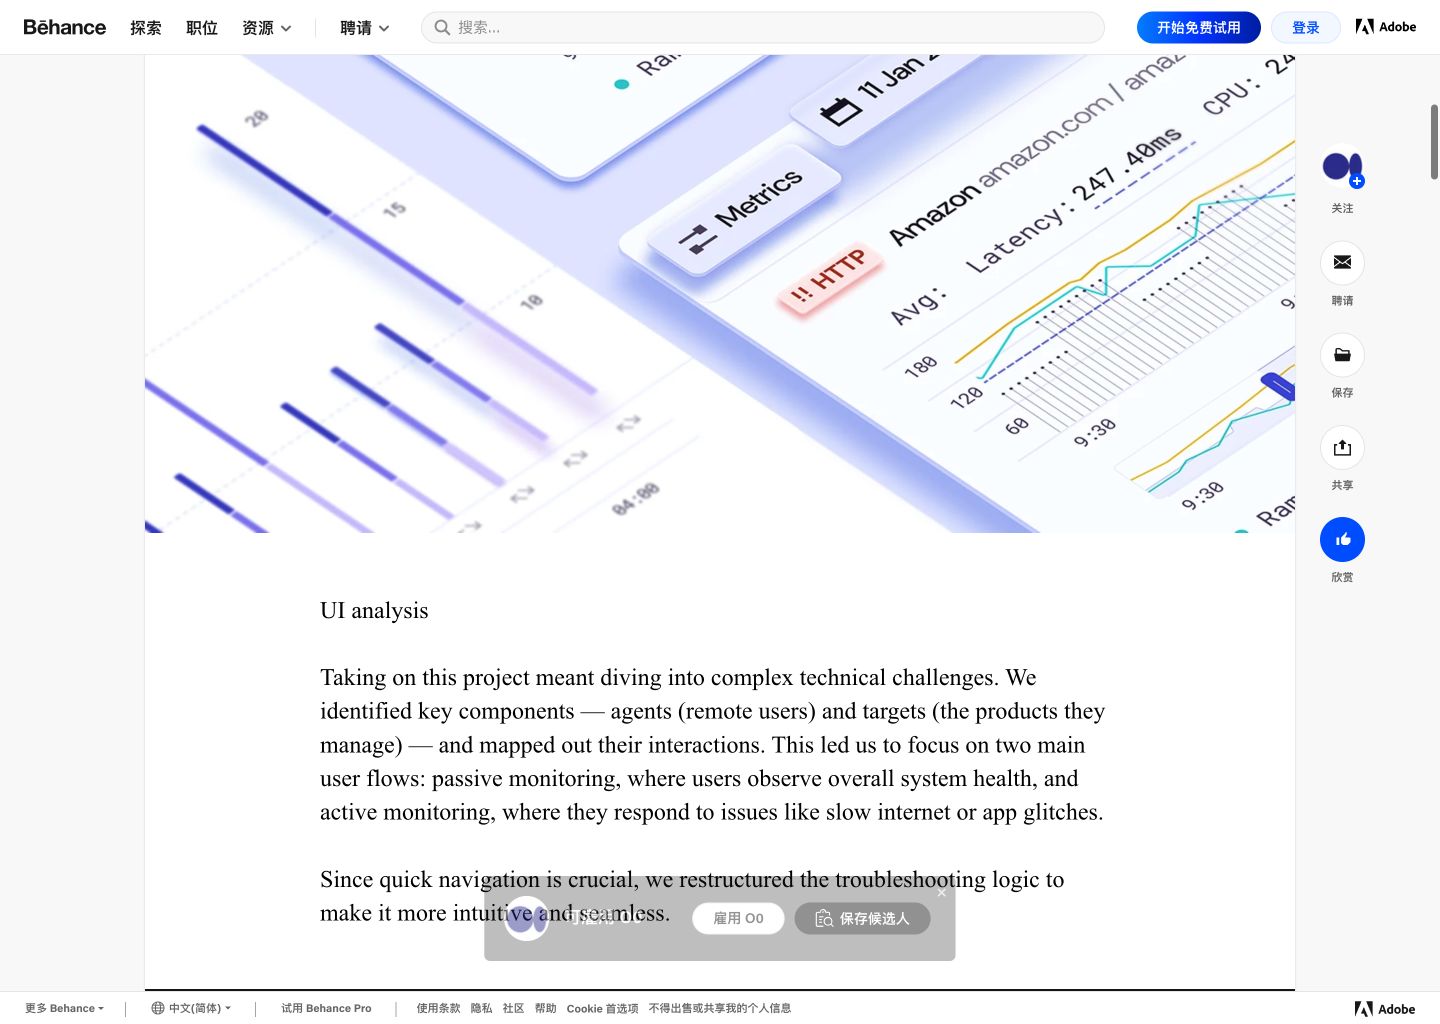 Bēhance
探索
职位
资源
聘请
搜索...
开始免费试用
登录
Adobe
20
15
10
04:00
11 Jan
Metrics
!! HTTP
Amazon amazon.com / amaz
Avg:
Latency: 247.40ms
CPU: 24
180
120
60
9:30
9:30
Ram
关注
聘请
保存
共享
欣赏
UI analysis
Taking on this project meant diving into complex technical challenges. We
identified key components — agents (remote users) and targets (the products they
manage) — and mapped out their interactions. This led us to focus on two main
user flows: passive monitoring, where users observe overall system health, and
active monitoring, where they respond to issues like slow internet or app glitches.
Since quick navigation is crucial, we restructured the troubleshooting logic to
make it more intuitive and seamless.
雇用 O0
保存候选人
更多 Behance
中文(简体)
试用 Behance Pro
使用条款
隐私
社区
帮助
Cookie 首选项
不得出售或共享我的个人信息
Adobe